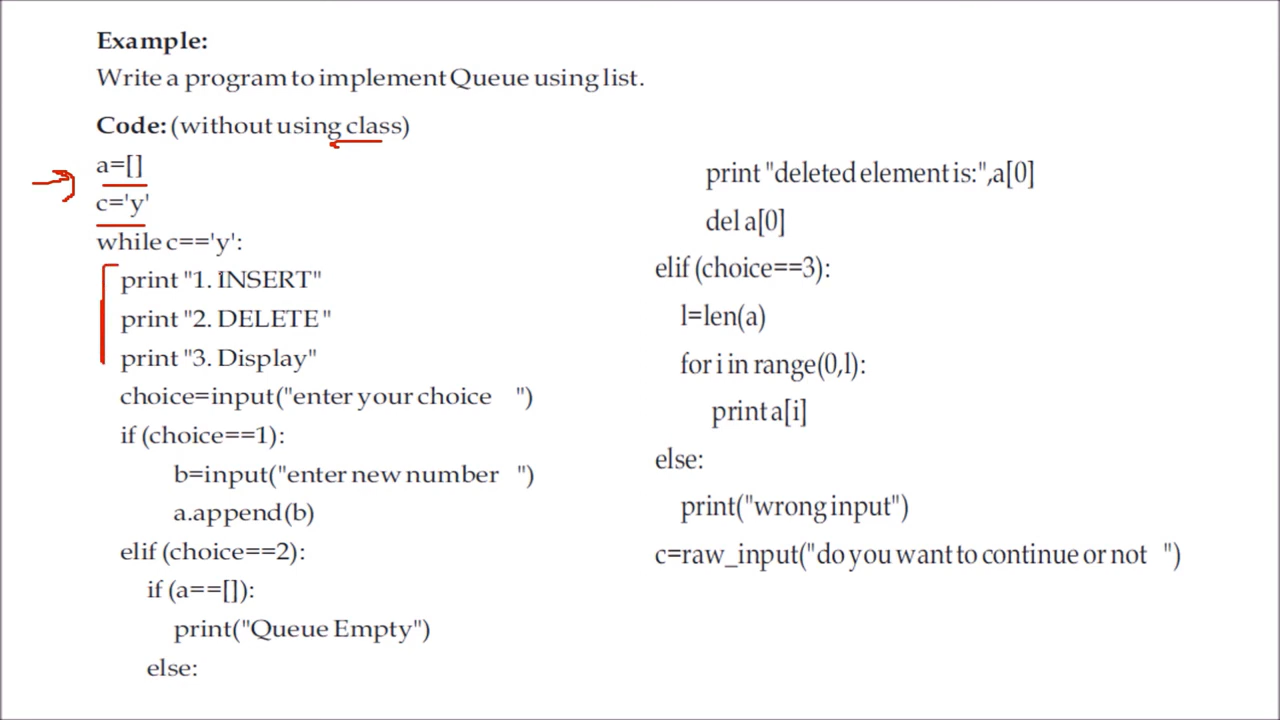 Example:
Write a program to implement Queue using list.
Code: (without using class)
a=[]
c='y'
while c=='y':
print "1. INSERT"
print "2. DELETE "
print "3. Display"
choice=input("enter your choice    ")
if (choice==1):
b=input("enter new number    ")
a.append(b)
elif (choice==2):
if (a==[]):
print("Queue Empty")
else:
print "deleted element is:",a[0]
del a[0]
elif (choice==3):
l=len(a)
for i in range(0,l):
print a[i]
else:
print("wrong input")
c=raw_input("do you want to continue or not    ")